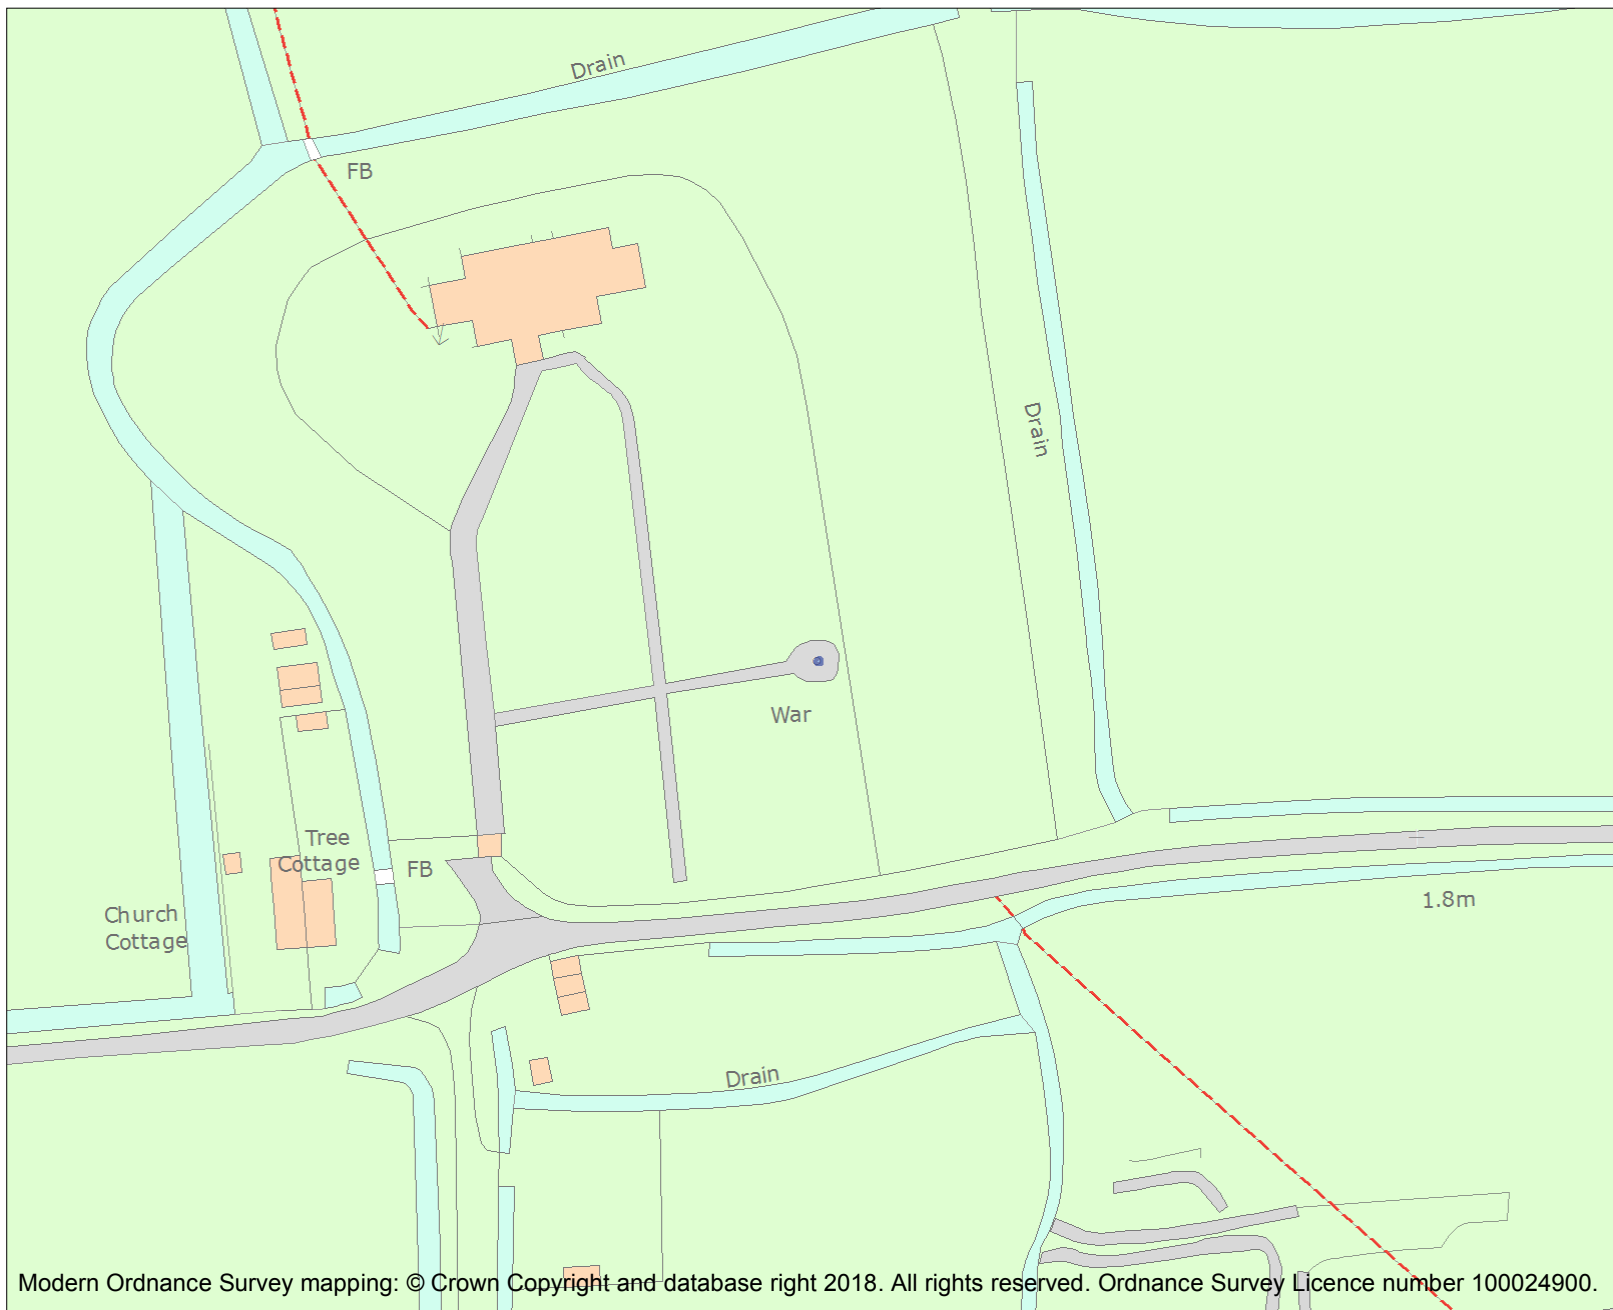 Drain
FB
Drain
War
Tree
Cottage
FB
Church
Cottage
1.8m
Drain
Modern Ordnance Survey mapping: © Crown Copyright and database right 2018. All rights reserved. Ordnance Survey Licence number 100024900.